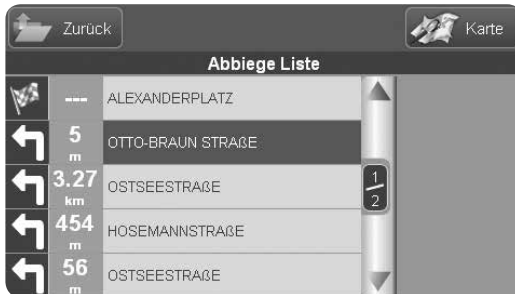 Zurück
Karte
Abbiege Liste
--- ALEXANDERPLATZ
5 m OTTO-BRAUN STRAßE
3.27 km OSTSEESTRAßE
454 m HOSEMANNSTRAßE
56 m OSTSEESTRAßE
1/2